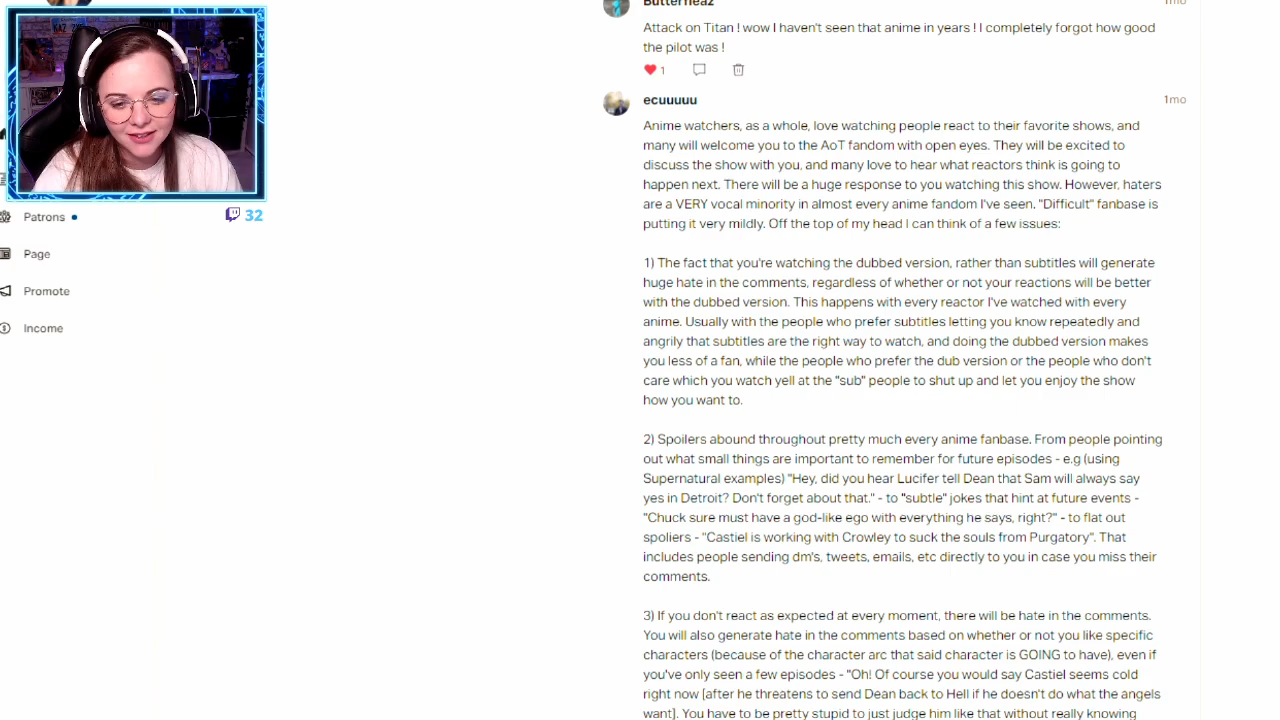 Butterheaz
1mo
Attack on Titan ! wow I haven't seen that anime in years ! I completely forgot how good
the pilot was !
1
ecuuuuu
1mo
Anime watchers, as a whole, love watching people react to their favorite shows, and
many will welcome you to the AoT fandom with open eyes. They will be excited to
discuss the show with you, and many love to hear what reactors think is going to
happen next. There will be a huge response to you watching this show. However, haters
are a VERY vocal minority in almost every anime fandom I've seen. "Difficult" fanbase is
putting it very mildly. Off the top of my head I can think of a few issues:
1) The fact that you're watching the dubbed version, rather than subtitles will generate
huge hate in the comments, regardless of whether or not your reactions will be better
with the dubbed version. This happens with every reactor I've watched with every
anime. Usually with the people who prefer subtitles letting you know repeatedly and
angrily that subtitles are the right way to watch, and doing the dubbed version makes
you less of a fan, while the people who prefer the dub version or the people who don't
care which you watch yell at the "sub" people to shut up and let you enjoy the show
how you want to.
2) Spoilers abound throughout pretty much every anime fanbase. From people pointing
out what small things are important to remember for future episodes - e.g (using
Supernatural examples) "Hey, did you hear Lucifer tell Dean that Sam will always say
yes in Detroit? Don't forget about that." - to "subtle" jokes that hint at future events -
"Chuck sure must have a god-like ego with everything he says, right?" - to flat out
spoliers - "Castiel is working with Crowley to suck the souls from Purgatory". That
includes people sending dm's, tweets, emails, etc directly to you in case you miss their
comments.
3) If you don't react as expected at every moment, there will be hate in the comments.
You will also generate hate in the comments based on whether or not you like specific
characters (because of the character arc that said character is GOING to have), even if
you've only seen a few episodes - "Oh! Of course you would say Castiel seems cold
right now [after he threatens to send Dean back to Hell if he doesn't do what the angels
want]. You have to be pretty stupid to just judge him like that without really knowing
32
Patrons
Page
Promote
Income